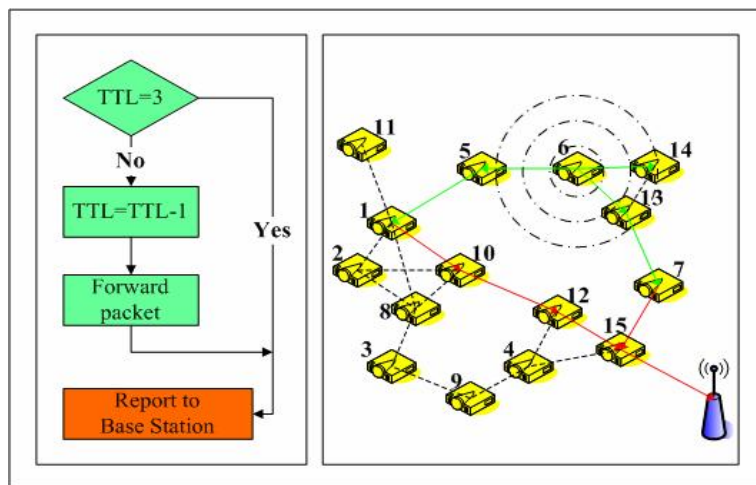 TTL=3
No
Yes
TTL=TTL-1
Forward
packet
Report to
Base Station
11
5
6
14
1
13
2
10
7
8
12
15
3
4
9